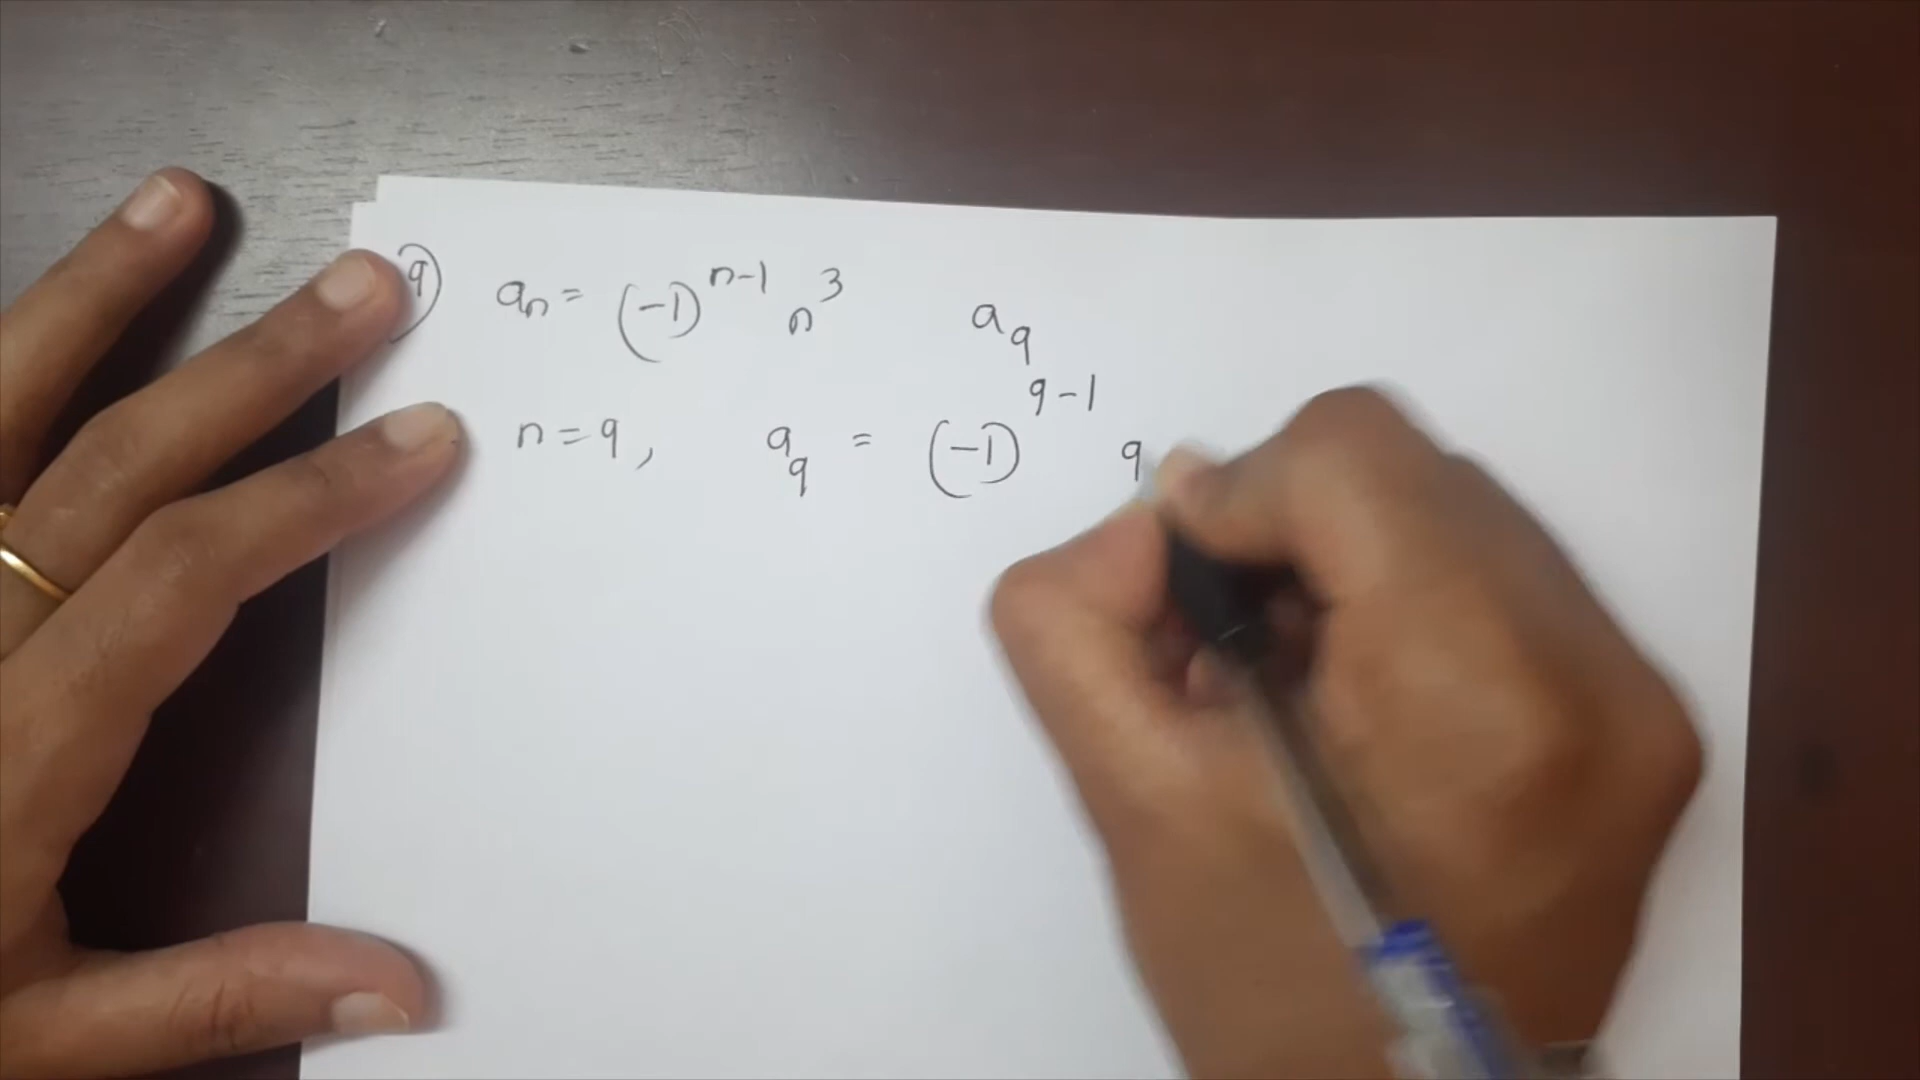 9) aₙ = (-1)ⁿ⁻¹ n³ a₉
n = 9, a₉ = (-1)⁹⁻¹ 9